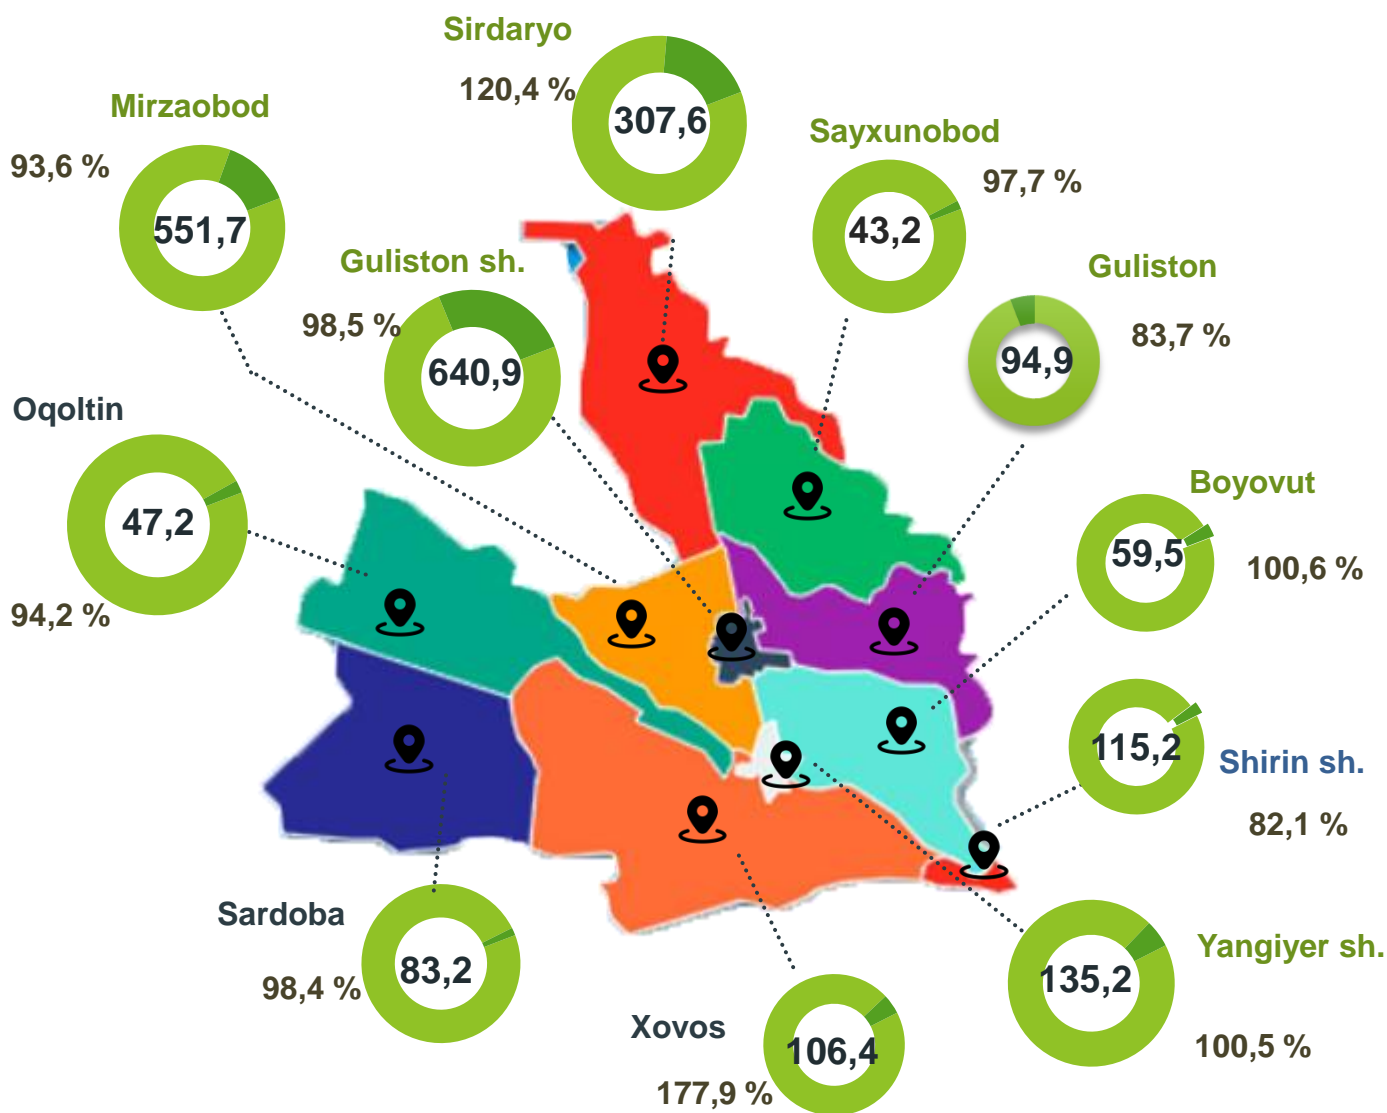 Sirdaryo
120,4 %
307,6
Mirzaobod
93,6 %
551,7
Sayxunobod
97,7 %
43,2
Guliston sh.
98,5 %
640,9
Guliston
83,7 %
94,9
Oqoltin
47,2
94,2 %
Boyovut
59,5
100,6 %
115,2
Shirin sh.
82,1 %
Sardoba
83,2
98,4 %
Yangiyer sh.
135,2
100,5 %
Xovos
106,4
177,9 %